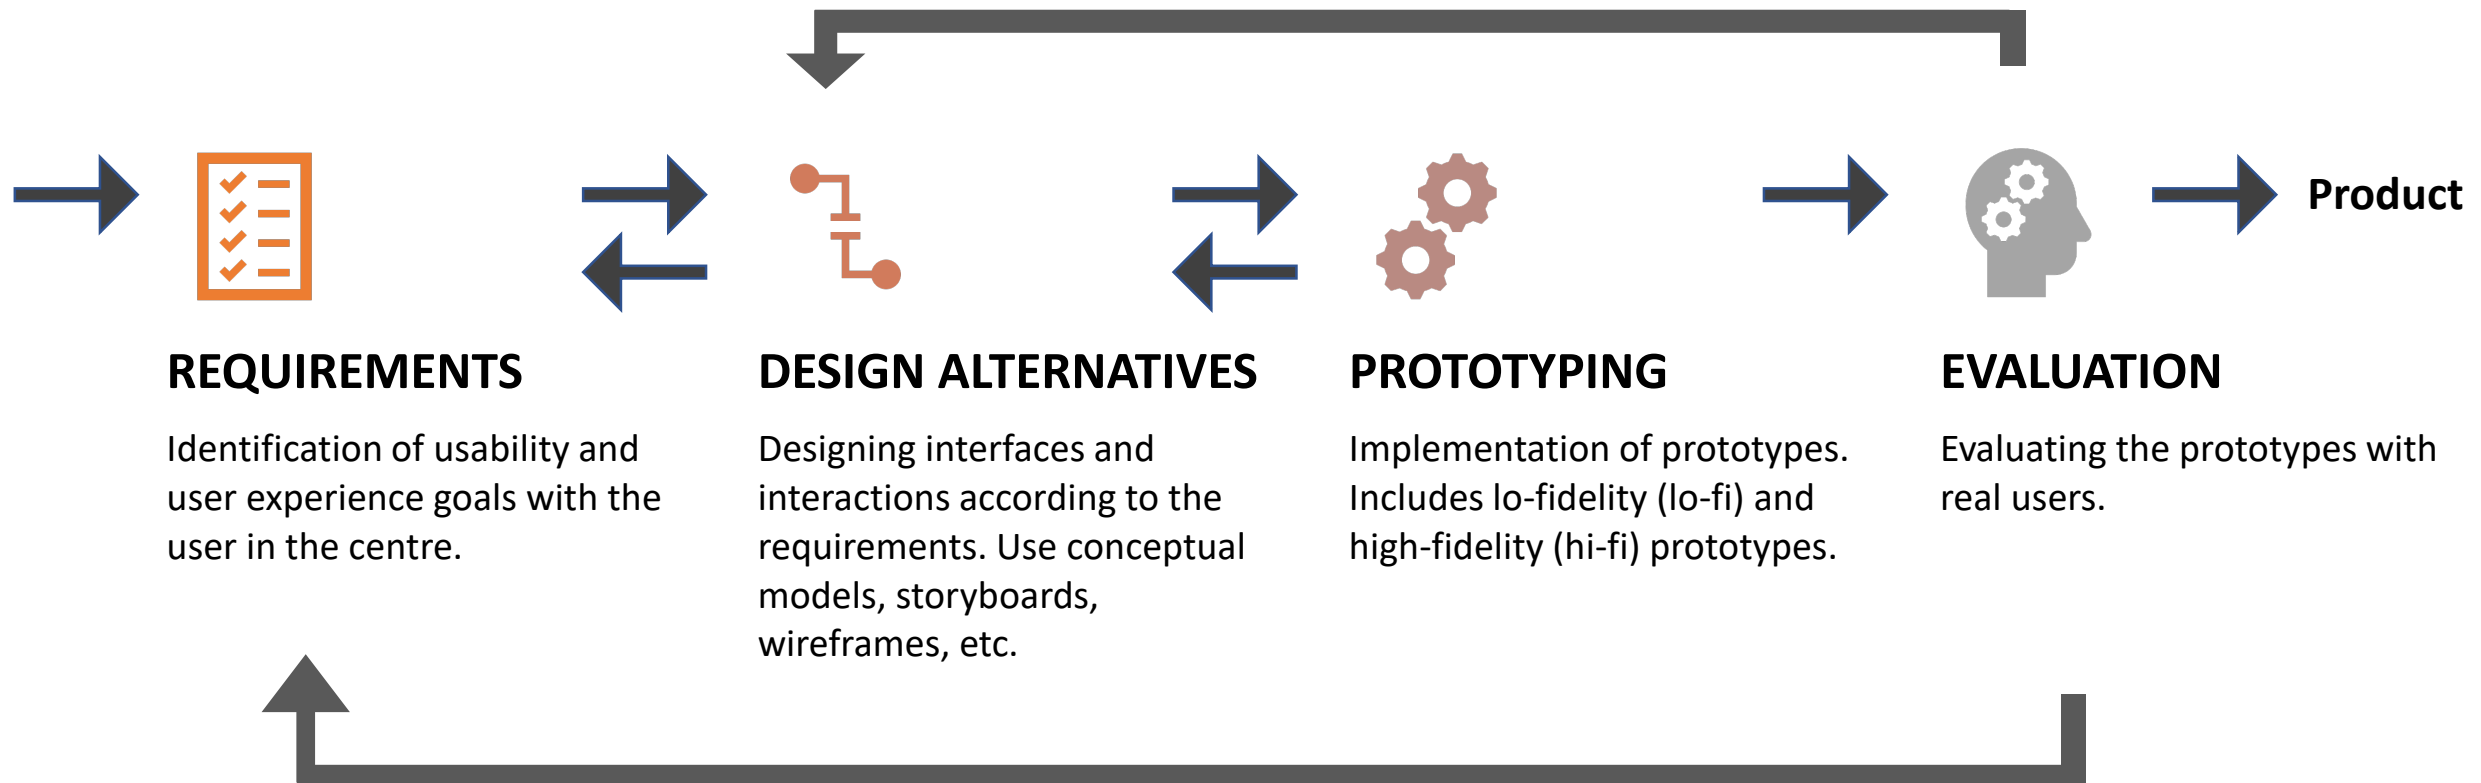 Product
REQUIREMENTS
Identification of usability and
user experience goals with the
user in the centre.
DESIGN ALTERNATIVES
Designing interfaces and
interactions according to the
requirements. Use conceptual
models, storyboards,
wireframes, etc.
PROTOTYPING
Implementation of prototypes.
Includes lo-fidelity (lo-fi) and
high-fidelity (hi-fi) prototypes.
EVALUATION
Evaluating the prototypes with
real users.